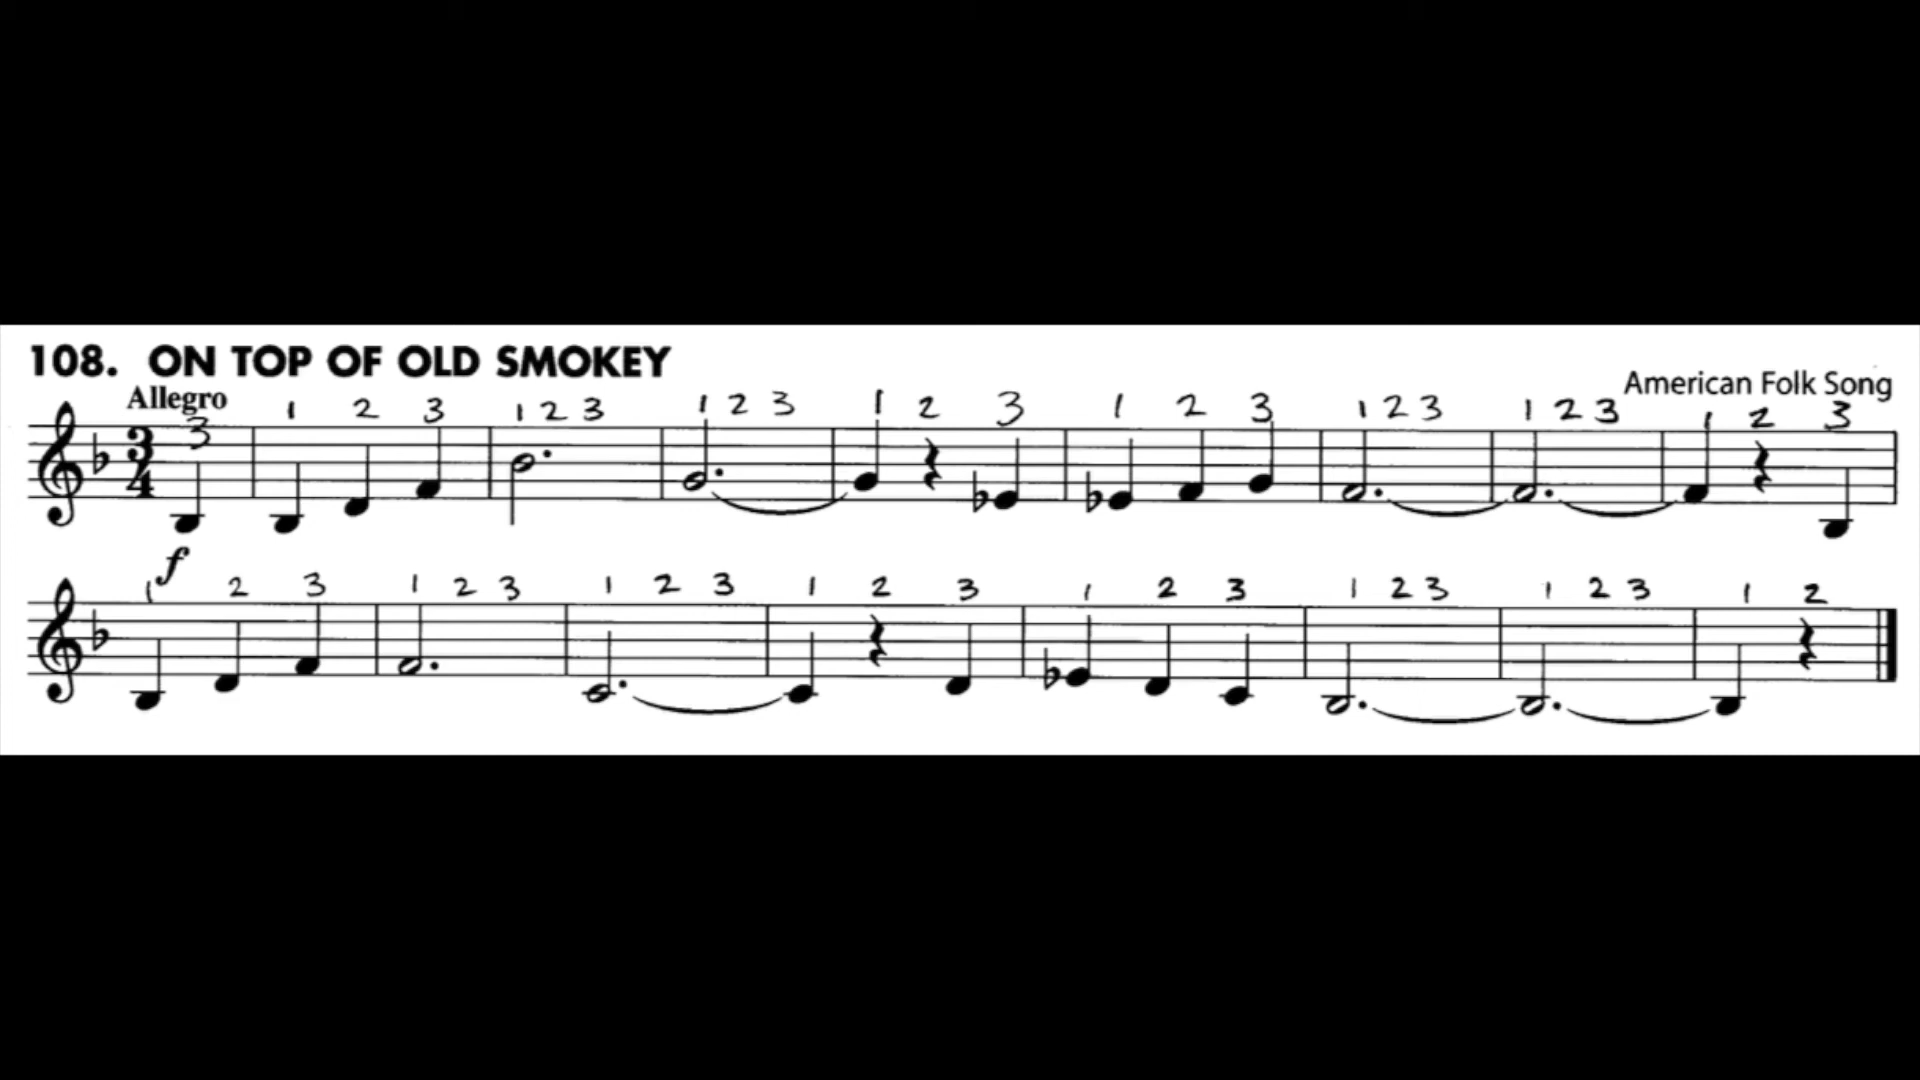 108. ON TOP OF OLD SMOKEY
American Folk Song
Allegro
3 1 2 3 1 2 3 1 2 3 1 2 3 1 2 3 1 2 3 1 2 3 1 2 3
3
4
f
1 2 3 1 2 3 1 2 3 1 2 3 1 2 3 1 2 3 1 2 3 1 2